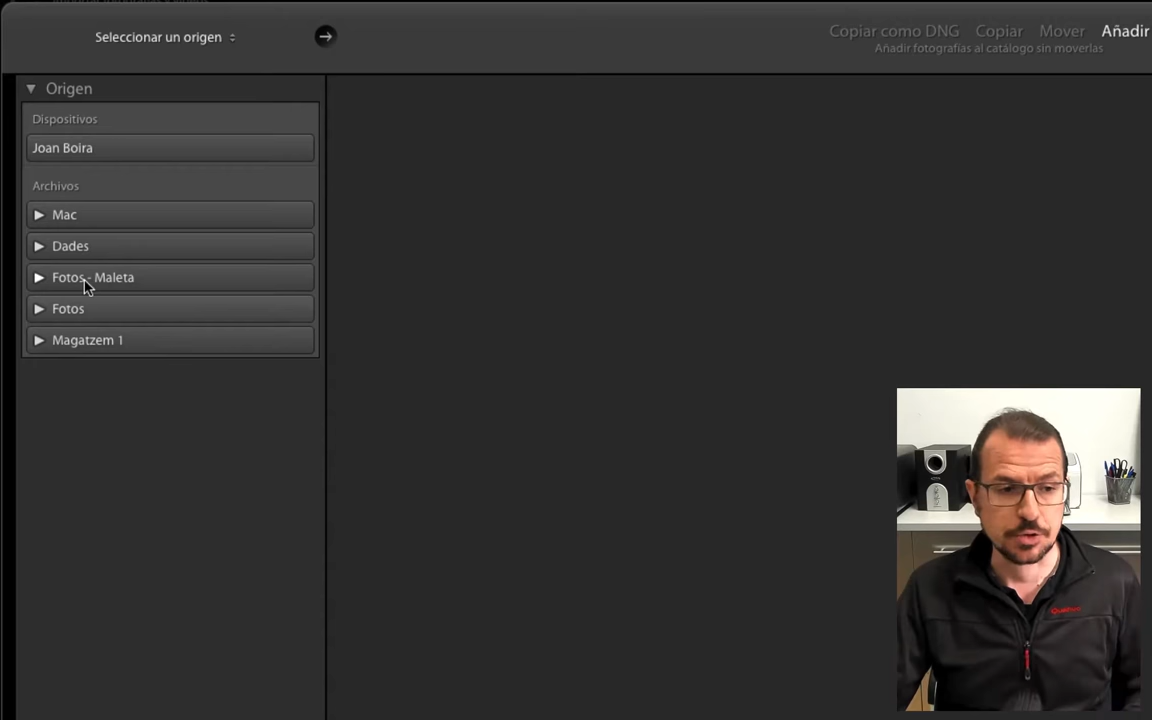 Seleccionar un origen
Copiar como DNG Copiar Mover Añadir
Añadir fotografías al catálogo sin moverlas
Origen
Dispositivos
Joan Boira
Archivos
Mac
Dades
Fotos - Maleta
Fotos
Magatzem 1